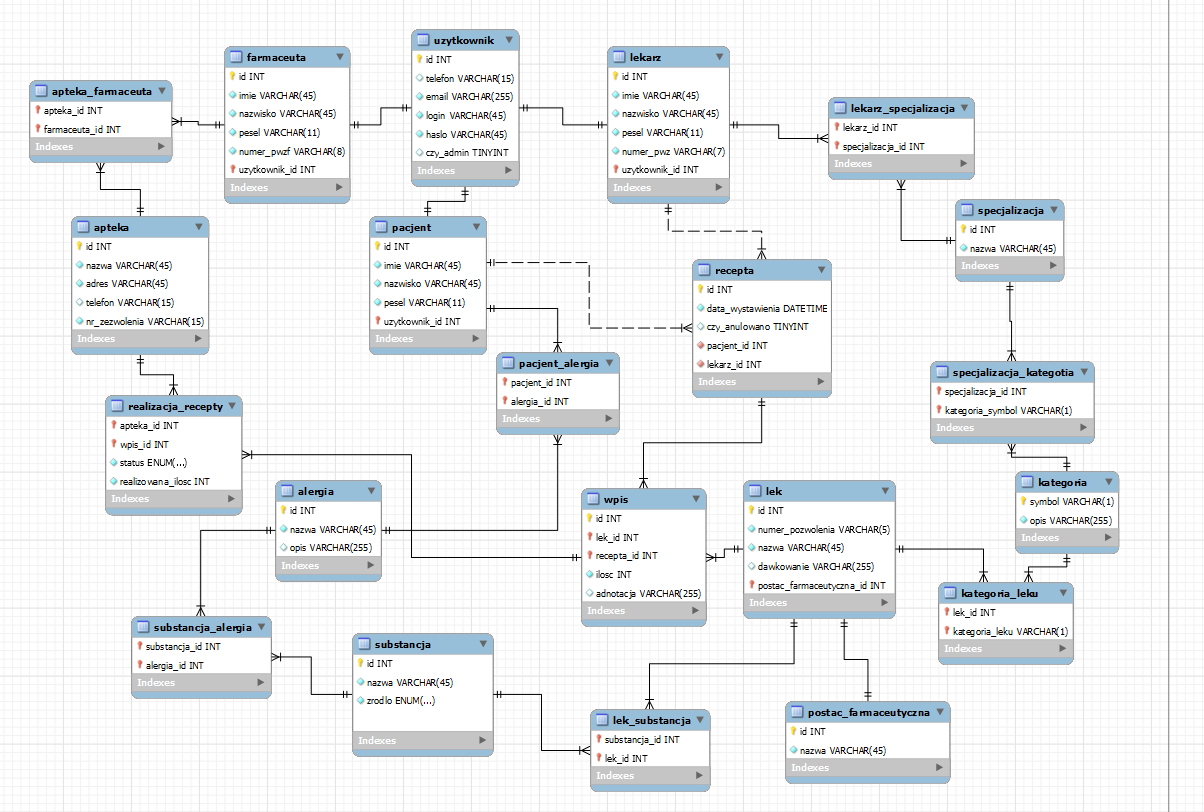 uzytkownik
id INT
telefon VARCHAR(15)
email VARCHAR(255)
login VARCHAR(45)
haslo VARCHAR(45)
czy_admin TINYINT
Indexes
farmaceuta
id INT
imie VARCHAR(45)
nazwisko VARCHAR(45)
pesel VARCHAR(11)
numer_pwzf VARCHAR(8)
uzytkownik_id INT
Indexes
lekarz
id INT
imie VARCHAR(45)
nazwisko VARCHAR(45)
pesel VARCHAR(11)
numer_pwz VARCHAR(7)
uzytkownik_id INT
Indexes
apteka_farmaceuta
apteka_id INT
farmaceuta_id INT
Indexes
lekarz_specjalizacja
lekarz_id INT
specjalizacja_id INT
Indexes
specjalizacja
id INT
nazwa VARCHAR(45)
Indexes
apteka
id INT
nazwa VARCHAR(45)
adres VARCHAR(45)
telefon VARCHAR(15)
nr_zezwolenia VARCHAR(15)
Indexes
pacjent
id INT
imie VARCHAR(45)
nazwisko VARCHAR(45)
pesel VARCHAR(11)
uzytkownik_id INT
Indexes
recepta
id INT
data_wystawienia DATETIME
czy_anulowano TINYINT
pacjent_id INT
lekarz_id INT
Indexes
pacjent_alergia
pacjent_id INT
alergia_id INT
Indexes
specjalizacja_kategotia
specjalizacja_id INT
kategoria_symbol VARCHAR(1)
Indexes
realizacja_recepty
apteka_id INT
wpis_id INT
status ENUM(...)
realizowana_ilosc INT
Indexes
kategoria
symbol VARCHAR(1)
opis VARCHAR(255)
Indexes
alergia
id INT
nazwa VARCHAR(45)
opis VARCHAR(255)
Indexes
wpis
id INT
lek_id INT
recepta_id INT
ilosc INT
adnotacja VARCHAR(255)
Indexes
lek
id INT
numer_pozwolenia VARCHAR(5)
nazwa VARCHAR(45)
dawkowanie VARCHAR(255)
postac_farmaceutyczna_id INT
Indexes
kategoria_leku
lek_id INT
kategoria_leku VARCHAR(1)
Indexes
substancja_alergia
substancja_id INT
alergia_id INT
Indexes
substancja
id INT
nazwa VARCHAR(45)
zrodlo ENUM(...)
Indexes
lek_substancja
substancja_id INT
lek_id INT
Indexes
postac_farmaceutyczna
id INT
nazwa VARCHAR(45)
Indexes